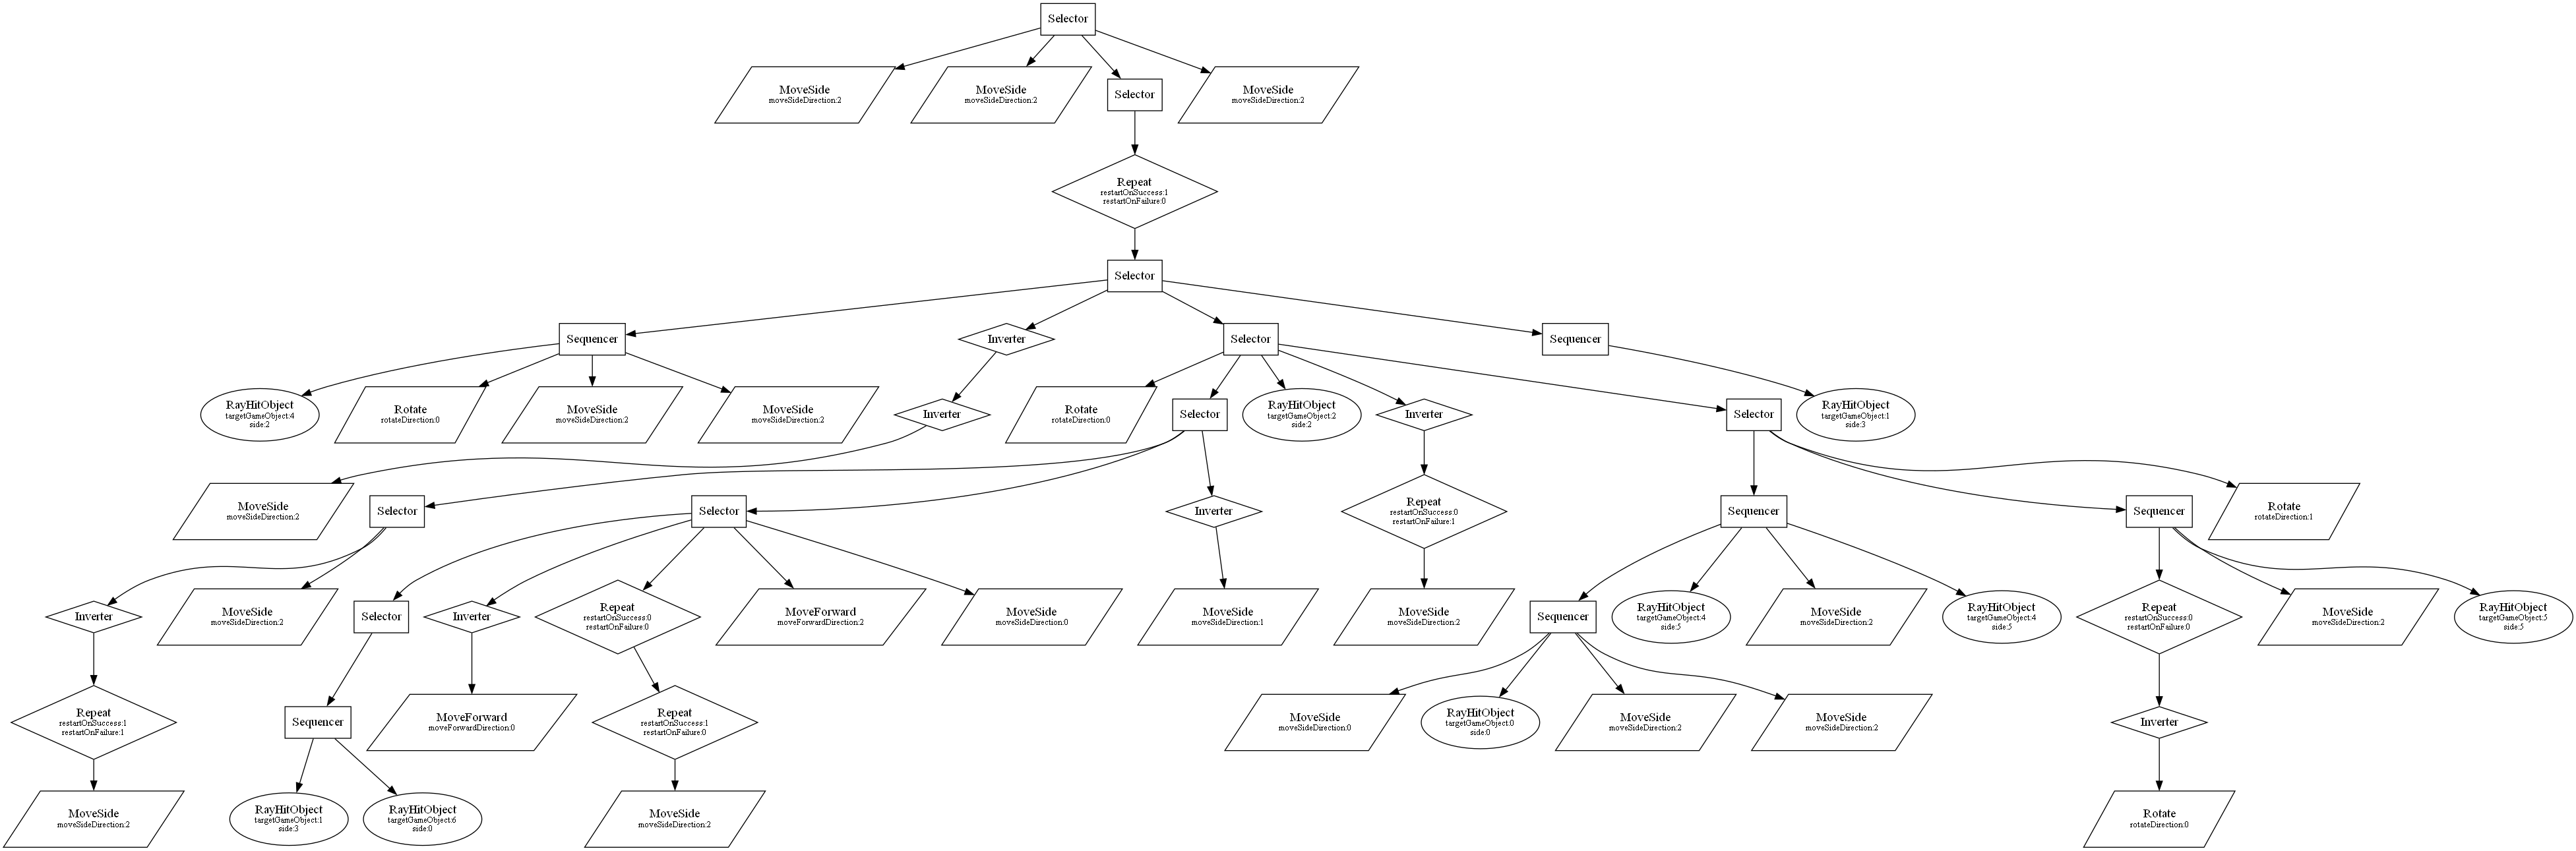 Selector
MoveSide
moveSideDirection:2
MoveSide
moveSideDirection:2
Selector
MoveSide
moveSideDirection:2
Repeat
restartOnSuccess:1
restartOnFailure:0
Selector
Sequencer
Inverter
Selector
Sequencer
RayHitObject
targetGameObject:4
side:2
Rotate
rotateDirection:0
MoveSide
moveSideDirection:2
MoveSide
moveSideDirection:2
Inverter
Rotate
rotateDirection:0
Selector
RayHitObject
targetGameObject:2
side:2
Inverter
Selector
RayHitObject
targetGameObject:1
side:3
MoveSide
moveSideDirection:2
Selector
Selector
Inverter
Repeat
restartOnSuccess:0
restartOnFailure:1
Sequencer
Sequencer
Rotate
rotateDirection:1
Inverter
MoveSide
moveSideDirection:2
Selector
Inverter
Repeat
restartOnSuccess:0
restartOnFailure:0
MoveForward
moveForwardDirection:2
MoveSide
moveSideDirection:0
MoveSide
moveSideDirection:1
MoveSide
moveSideDirection:2
Sequencer
RayHitObject
targetGameObject:4
side:5
MoveSide
moveSideDirection:2
RayHitObject
targetGameObject:4
side:5
Repeat
restartOnSuccess:0
restartOnFailure:0
MoveSide
moveSideDirection:2
RayHitObject
targetGameObject:5
side:5
Repeat
restartOnSuccess:1
restartOnFailure:1
Sequencer
MoveForward
moveForwardDirection:0
Repeat
restartOnSuccess:1
restartOnFailure:0
MoveSide
moveSideDirection:0
RayHitObject
targetGameObject:0
side:0
MoveSide
moveSideDirection:2
MoveSide
moveSideDirection:2
Inverter
MoveSide
moveSideDirection:2
RayHitObject
targetGameObject:1
side:3
RayHitObject
targetGameObject:6
side:0
MoveSide
moveSideDirection:2
Rotate
rotateDirection:0